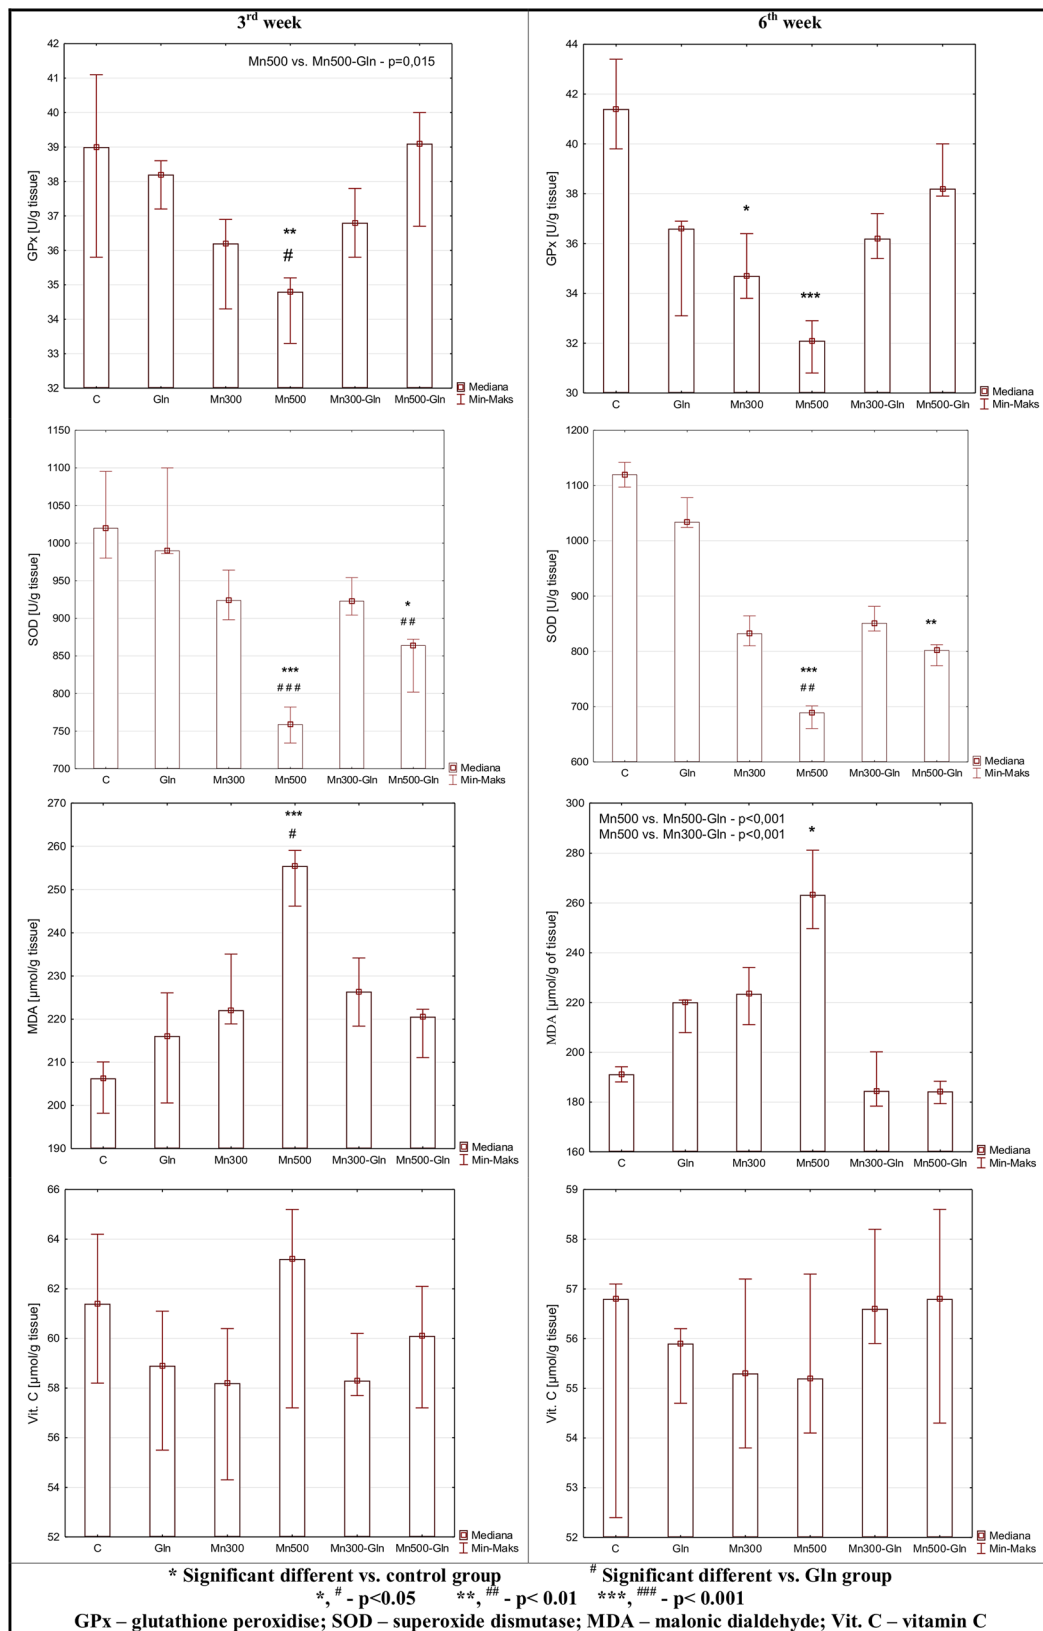 3rd week
6th week
Mn500 vs. Mn500-Gln - p=0,015
GPx [U/g tissue]
42
41
40
39
38
37
36
35
34
33
32
**
#
C Gln Mn300 Mn500 Mn300-Gln Mn500-Gln
Mediana
Min-Maks
GPx [U/g tissue]
44
42
40
38
36
34
32
30
*
***
C Gln Mn300 Mn500 Mn300-Gln Mn500-Gln
Mediana
Min-Maks
SOD [U/g tissue]
1150
1100
1050
1000
950
900
850
800
750
700
***
###
*
##
C Gln Mn300 Mn500 Mn300-Gln Mn500-Gln
Mediana
Min-Maks
SOD [U/g tissue]
1200
1100
1000
900
800
700
600
***
##
**
C Gln Mn300 Mn500 Mn300-Gln Mn500-Gln
Mediana
Min-Maks
MDA [µmol/g tissue]
270
260
250
240
230
220
210
200
190
***
#
C Gln Mn300 Mn500 Mn300-Gln Mn500-Gln
Mediana
Min-Maks
Mn500 vs. Mn500-Gln - p<0,001
Mn500 vs. Mn300-Gln - p<0,001
MDA [µmol/g of tissue]
300
280
260
240
220
200
180
160
*
C Gln Mn300 Mn500 Mn300-Gln Mn500-Gln
Mediana
Min-Maks
Vit. C [µmol/g tissue]
66
64
62
60
58
56
54
52
C Gln Mn300 Mn500 Mn300-Gln Mn500-Gln
Mediana
Min-Maks
Vit. C [µmol/g tissue]
59
58
57
56
55
54
53
52
C Gln Mn300 Mn500 Mn300-Gln Mn500-Gln
Mediana
Min-Maks
* Significant different vs. control group # Significant different vs. Gln group
*, # - p<0.05 **, ## - p< 0.01 ***, ### - p< 0.001
GPx – glutathione peroxidise; SOD – superoxide dismutase; MDA – malonic dialdehyde; Vit. C – vitamin C